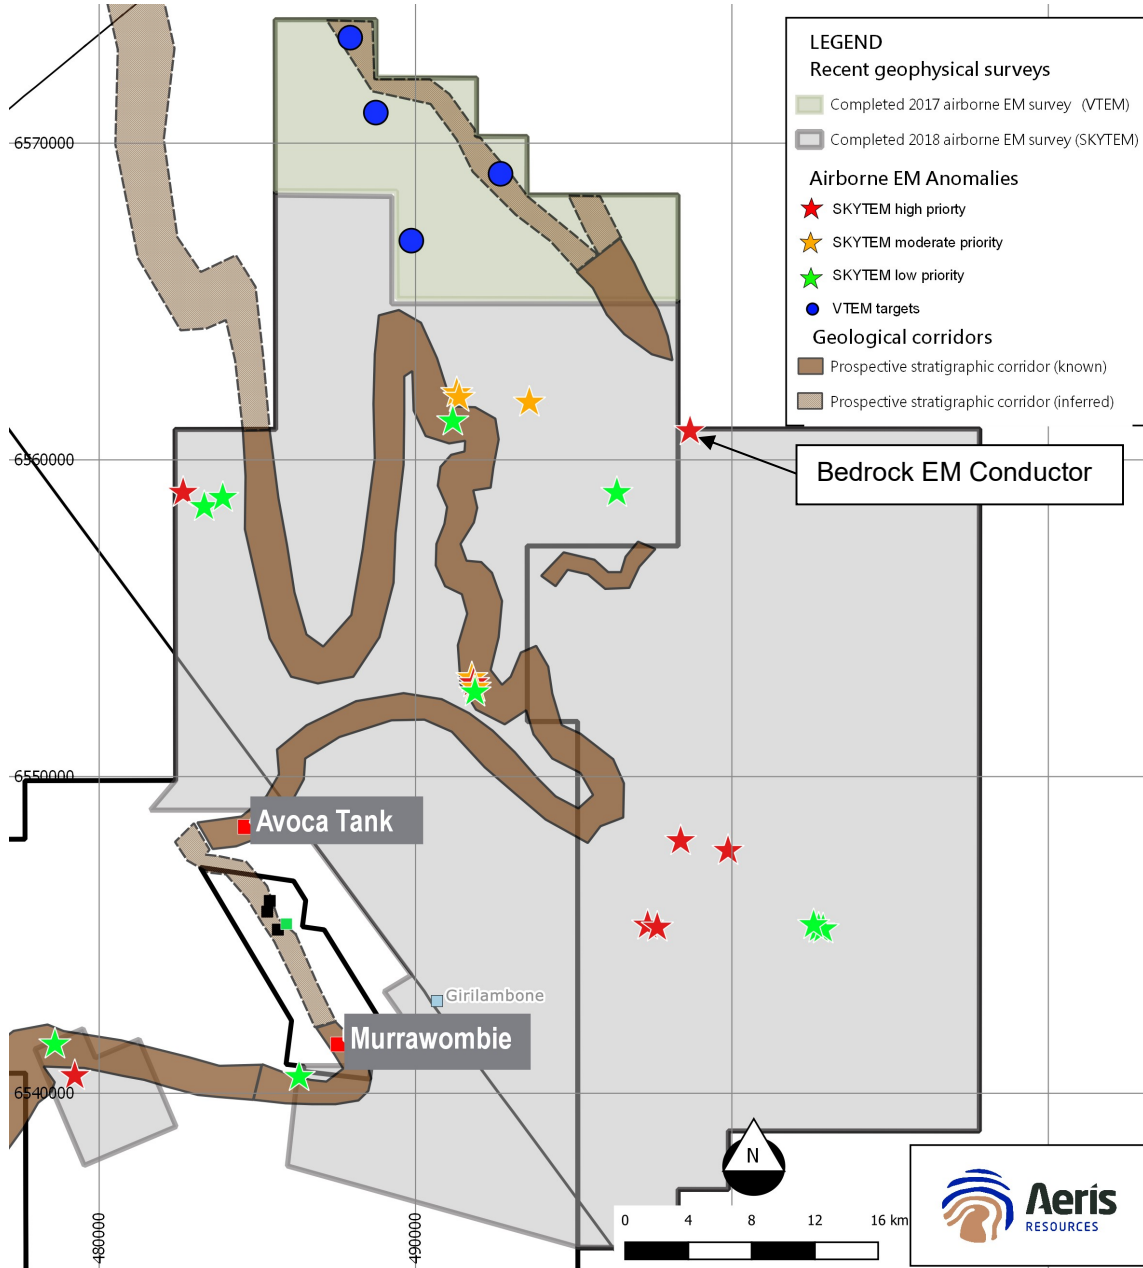 LEGEND
Recent geophysical surveys
Completed 2017 airborne EM survey (VTEM)
Completed 2018 airborne EM survey (SKYTEM)
Airborne EM Anomalies
SKYTEM high priorty
SKYTEM moderate priority
SKYTEM low priority
VTEM targets
Geological corridors
Prospective stratigraphic corridor (known)
Prospective stratigraphic corridor (inferred)
6570000
6560000
Bedrock EM Conductor
6550000
Avoca Tank
Girilambone
Murrawombie
6540000
N
480000
490000
0 4 8 12 16 km
Aeris
RESOURCES